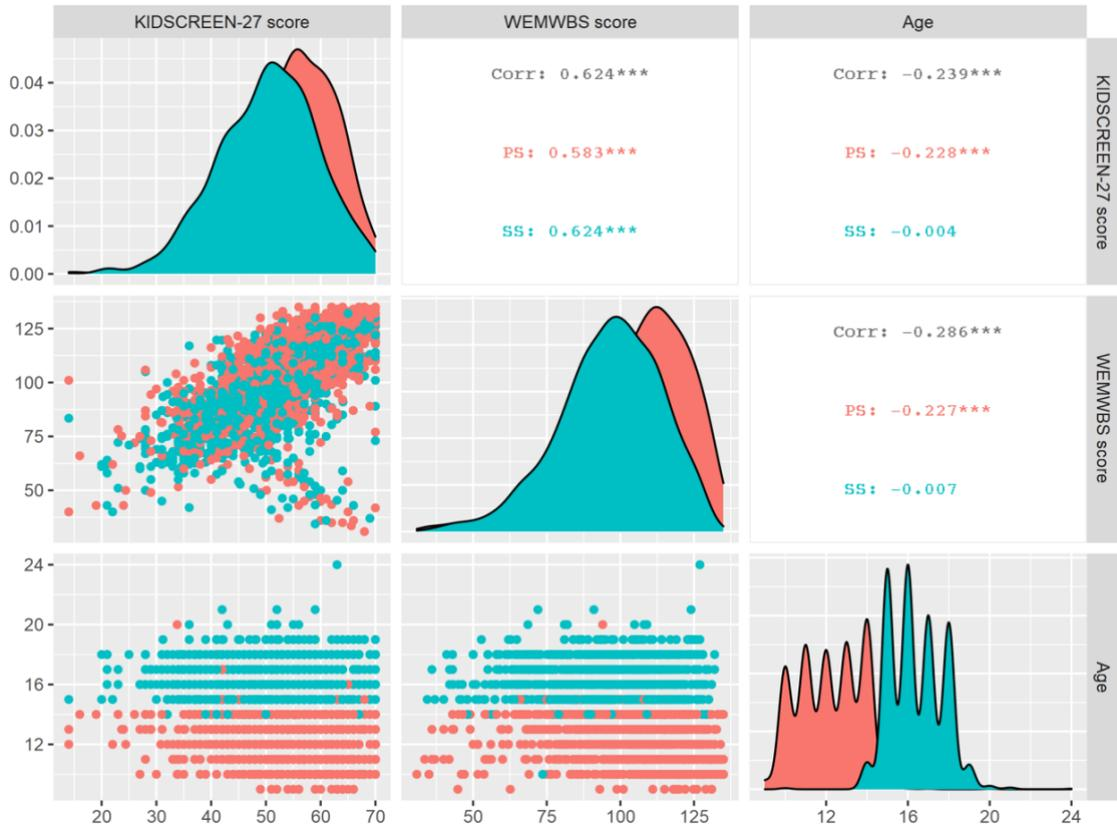 KIDSCREEN-27 score
WEMWBS score
Age
0.04
0.03
0.02
0.01
0.00
Corr: 0.624***
PS: 0.583***
SS: 0.624***
Corr: -0.239***
PS: -0.228***
SS: -0.004
KIDSCREEN-27 score
125
100
75
50
Corr: -0.286***
PS: -0.227***
SS: -0.007
WEMWBS score
24
20
16
12
Age
20
30
40
50
60
70
50
75
100
125
12
16
20
24